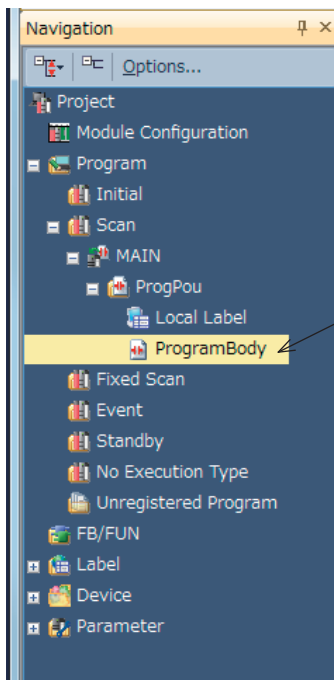 Navigation
Options...
Project
Module Configuration
Program
Initial
Scan
MAIN
ProgPou
Local Label
ProgramBody
Fixed Scan
Event
Standby
No Execution Type
Unregistered Program
FB/FUN
Label
Device
Parameter